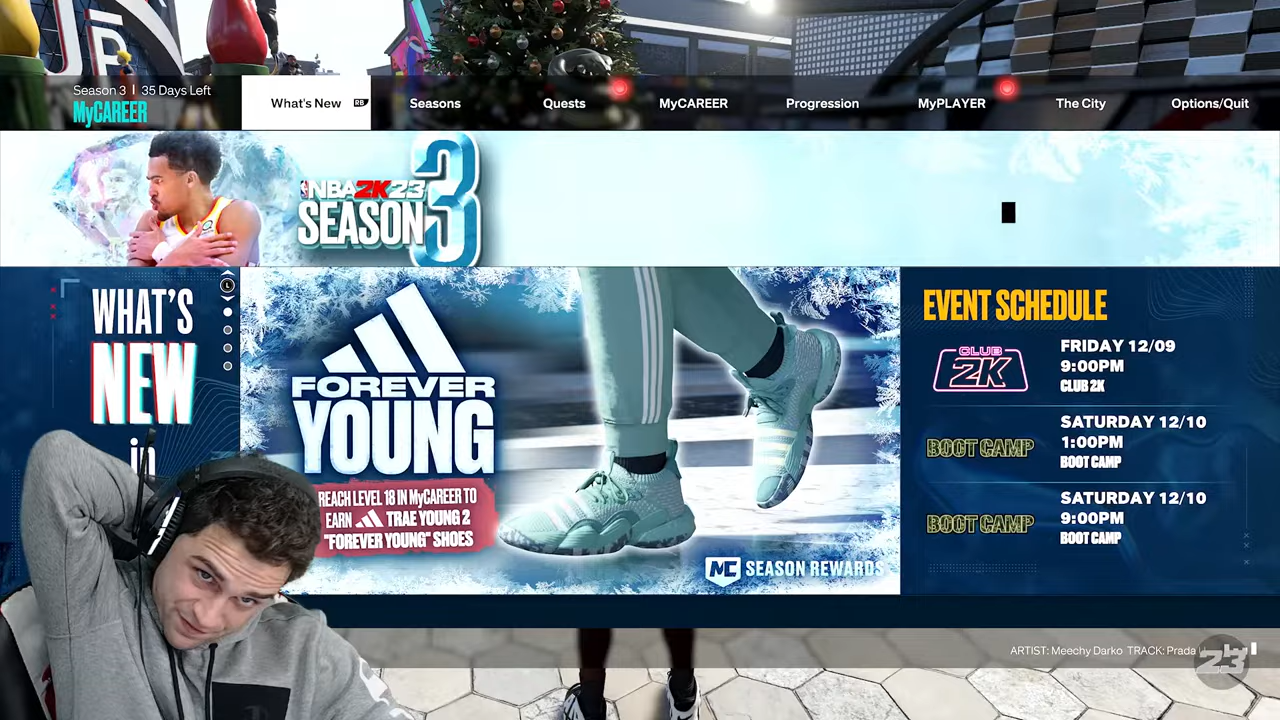 Season 3 | 35 Days Left
MyCAREER
What's New RB
Seasons
Quests
MyCAREER
Progression
MyPLAYER
The City
Options/Quit
NBA 2K23
SEASON 3
WHAT'S
NEW
in
L
FOREVER
YOUNG
REACH LEVEL 18 IN MyCAREER TO
EARN TRAE YOUNG 2
"FOREVER YOUNG" SHOES
MC SEASON REWARDS
EVENT SCHEDULE
CLUB
2K
FRIDAY 12/09
9:00PM
CLUB 2K
BOOT CAMP
SATURDAY 12/10
1:00PM
BOOT CAMP
BOOT CAMP
SATURDAY 12/10
9:00PM
BOOT CAMP
ARTIST: Meechy Darko TRACK: Prada
23